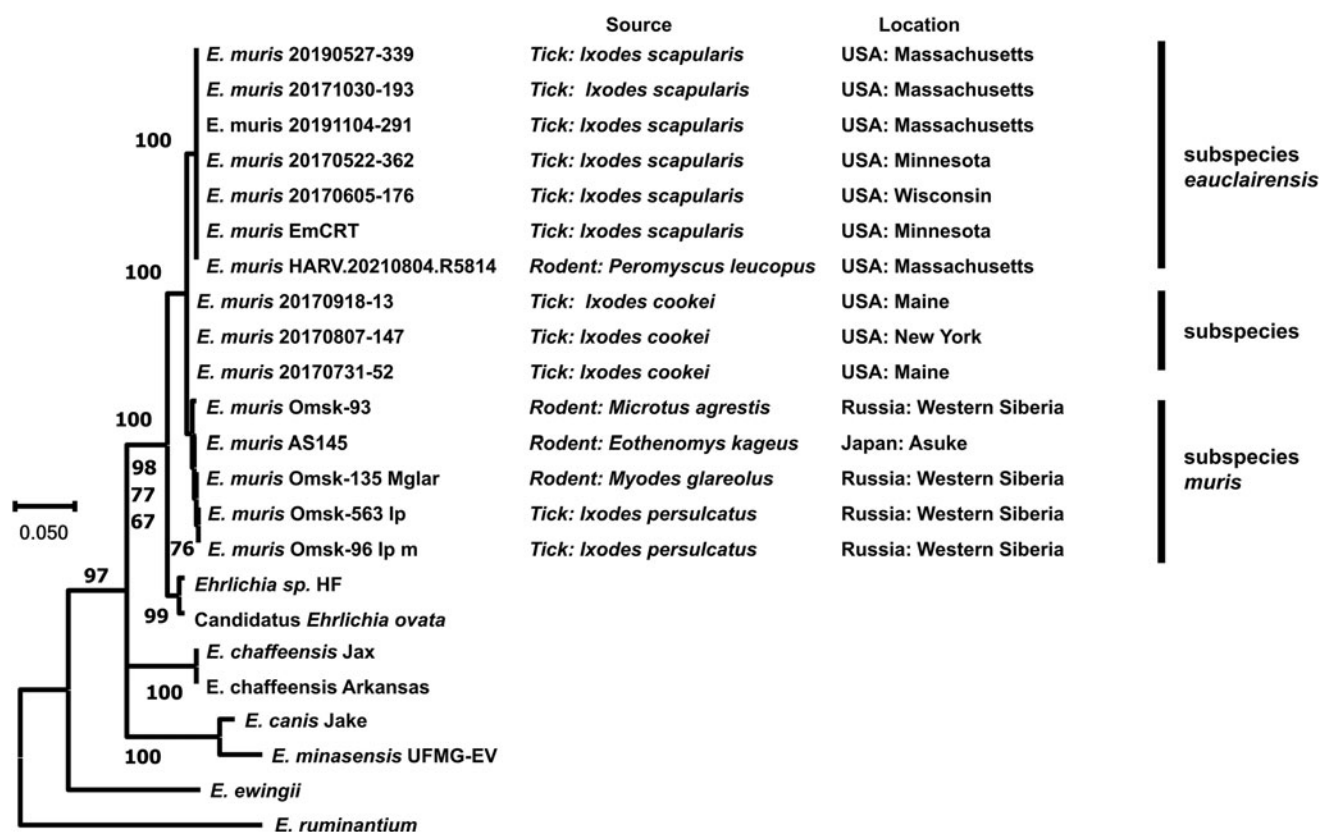 Source Location
E. muris 20190527-339 Tick: Ixodes scapularis USA: Massachusetts
E. muris 20171030-193 Tick: Ixodes scapularis USA: Massachusetts
E. muris 20191104-291 Tick: Ixodes scapularis USA: Massachusetts
100
E. muris 20170522-362 Tick: Ixodes scapularis USA: Minnesota
subspecies
eauclairensis
E. muris 20170605-176 Tick: Ixodes scapularis USA: Wisconsin
E. muris EmCRT Tick: Ixodes scapularis USA: Minnesota
100
E. muris HARV.20210804.R5814 Rodent: Peromyscus leucopus USA: Massachusetts
E. muris 20170918-13 Tick: Ixodes cookei USA: Maine
E. muris 20170807-147 Tick: Ixodes cookei USA: New York
subspecies
E. muris 20170731-52 Tick: Ixodes cookei USA: Maine
E. muris Omsk-93 Rodent: Microtus agrestis Russia: Western Siberia
100
E. muris AS145 Rodent: Eothenomys kageus Japan: Asuke
98
E. muris Omsk-135 Mglar Rodent: Myodes glareolus Russia: Western Siberia
subspecies
muris
77
67
E. muris Omsk-563 Ip Tick: Ixodes persulcatus Russia: Western Siberia
0.050
76
E. muris Omsk-96 Ip m Tick: Ixodes persulcatus Russia: Western Siberia
97
Ehrlichia sp. HF
99
Candidatus Ehrlichia ovata
E. chaffeensis Jax
100
E. chaffeensis Arkansas
E. canis Jake
100
E. minasensis UFMG-EV
E. ewingii
E. ruminantium